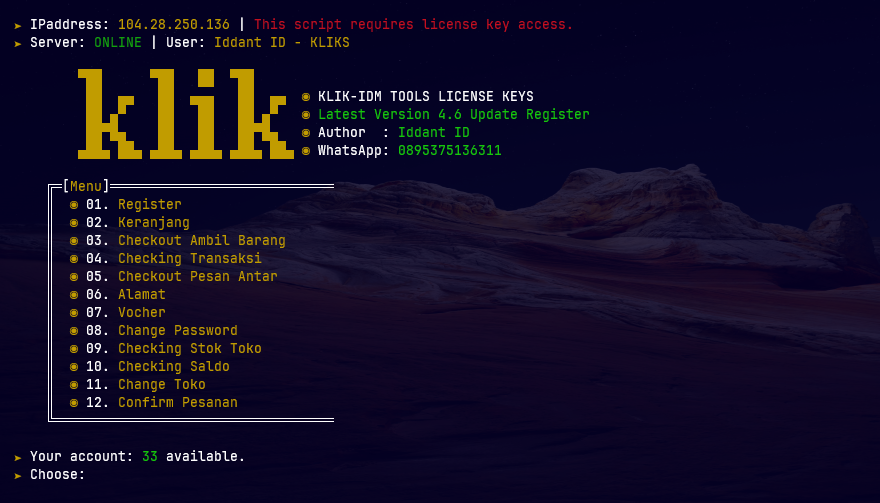 ➤ IPaddress: 104.28.250.136 | This script requires license key access.
➤ Server: ONLINE | User: Iddant ID - KLIKS
klik
◉ KLIK-IDM TOOLS LICENSE KEYS
◉ Latest Version 4.6 Update Register
◉ Author  : Iddant ID
◉ WhatsApp: 0895375136311
[Menu]
◉ 01. Register
◉ 02. Keranjang
◉ 03. Checkout Ambil Barang
◉ 04. Checking Transaksi
◉ 05. Checkout Pesan Antar
◉ 06. Alamat
◉ 07. Vocher
◉ 08. Change Password
◉ 09. Checking Stok Toko
◉ 10. Checking Saldo
◉ 11. Change Toko
◉ 12. Confirm Pesanan
➤ Your account: 33 available.
➤ Choose: